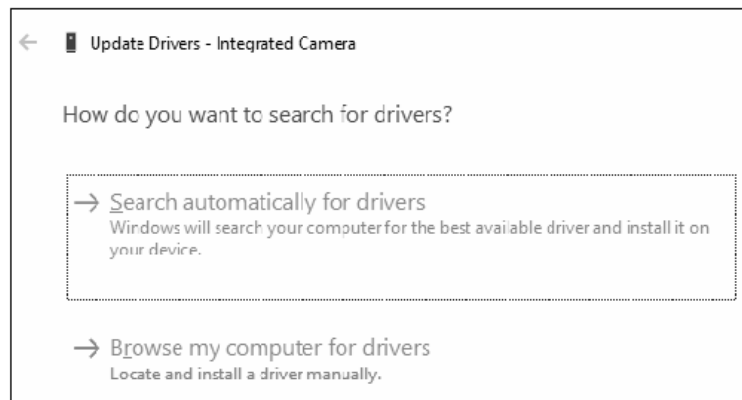 Update Drivers - Integrated Camera
How do you want to search for drivers?
Search automatically for drivers
Windows will search your computer for the best available driver and install it on
your device.
Browse my computer for drivers
Locate and install a driver manually.